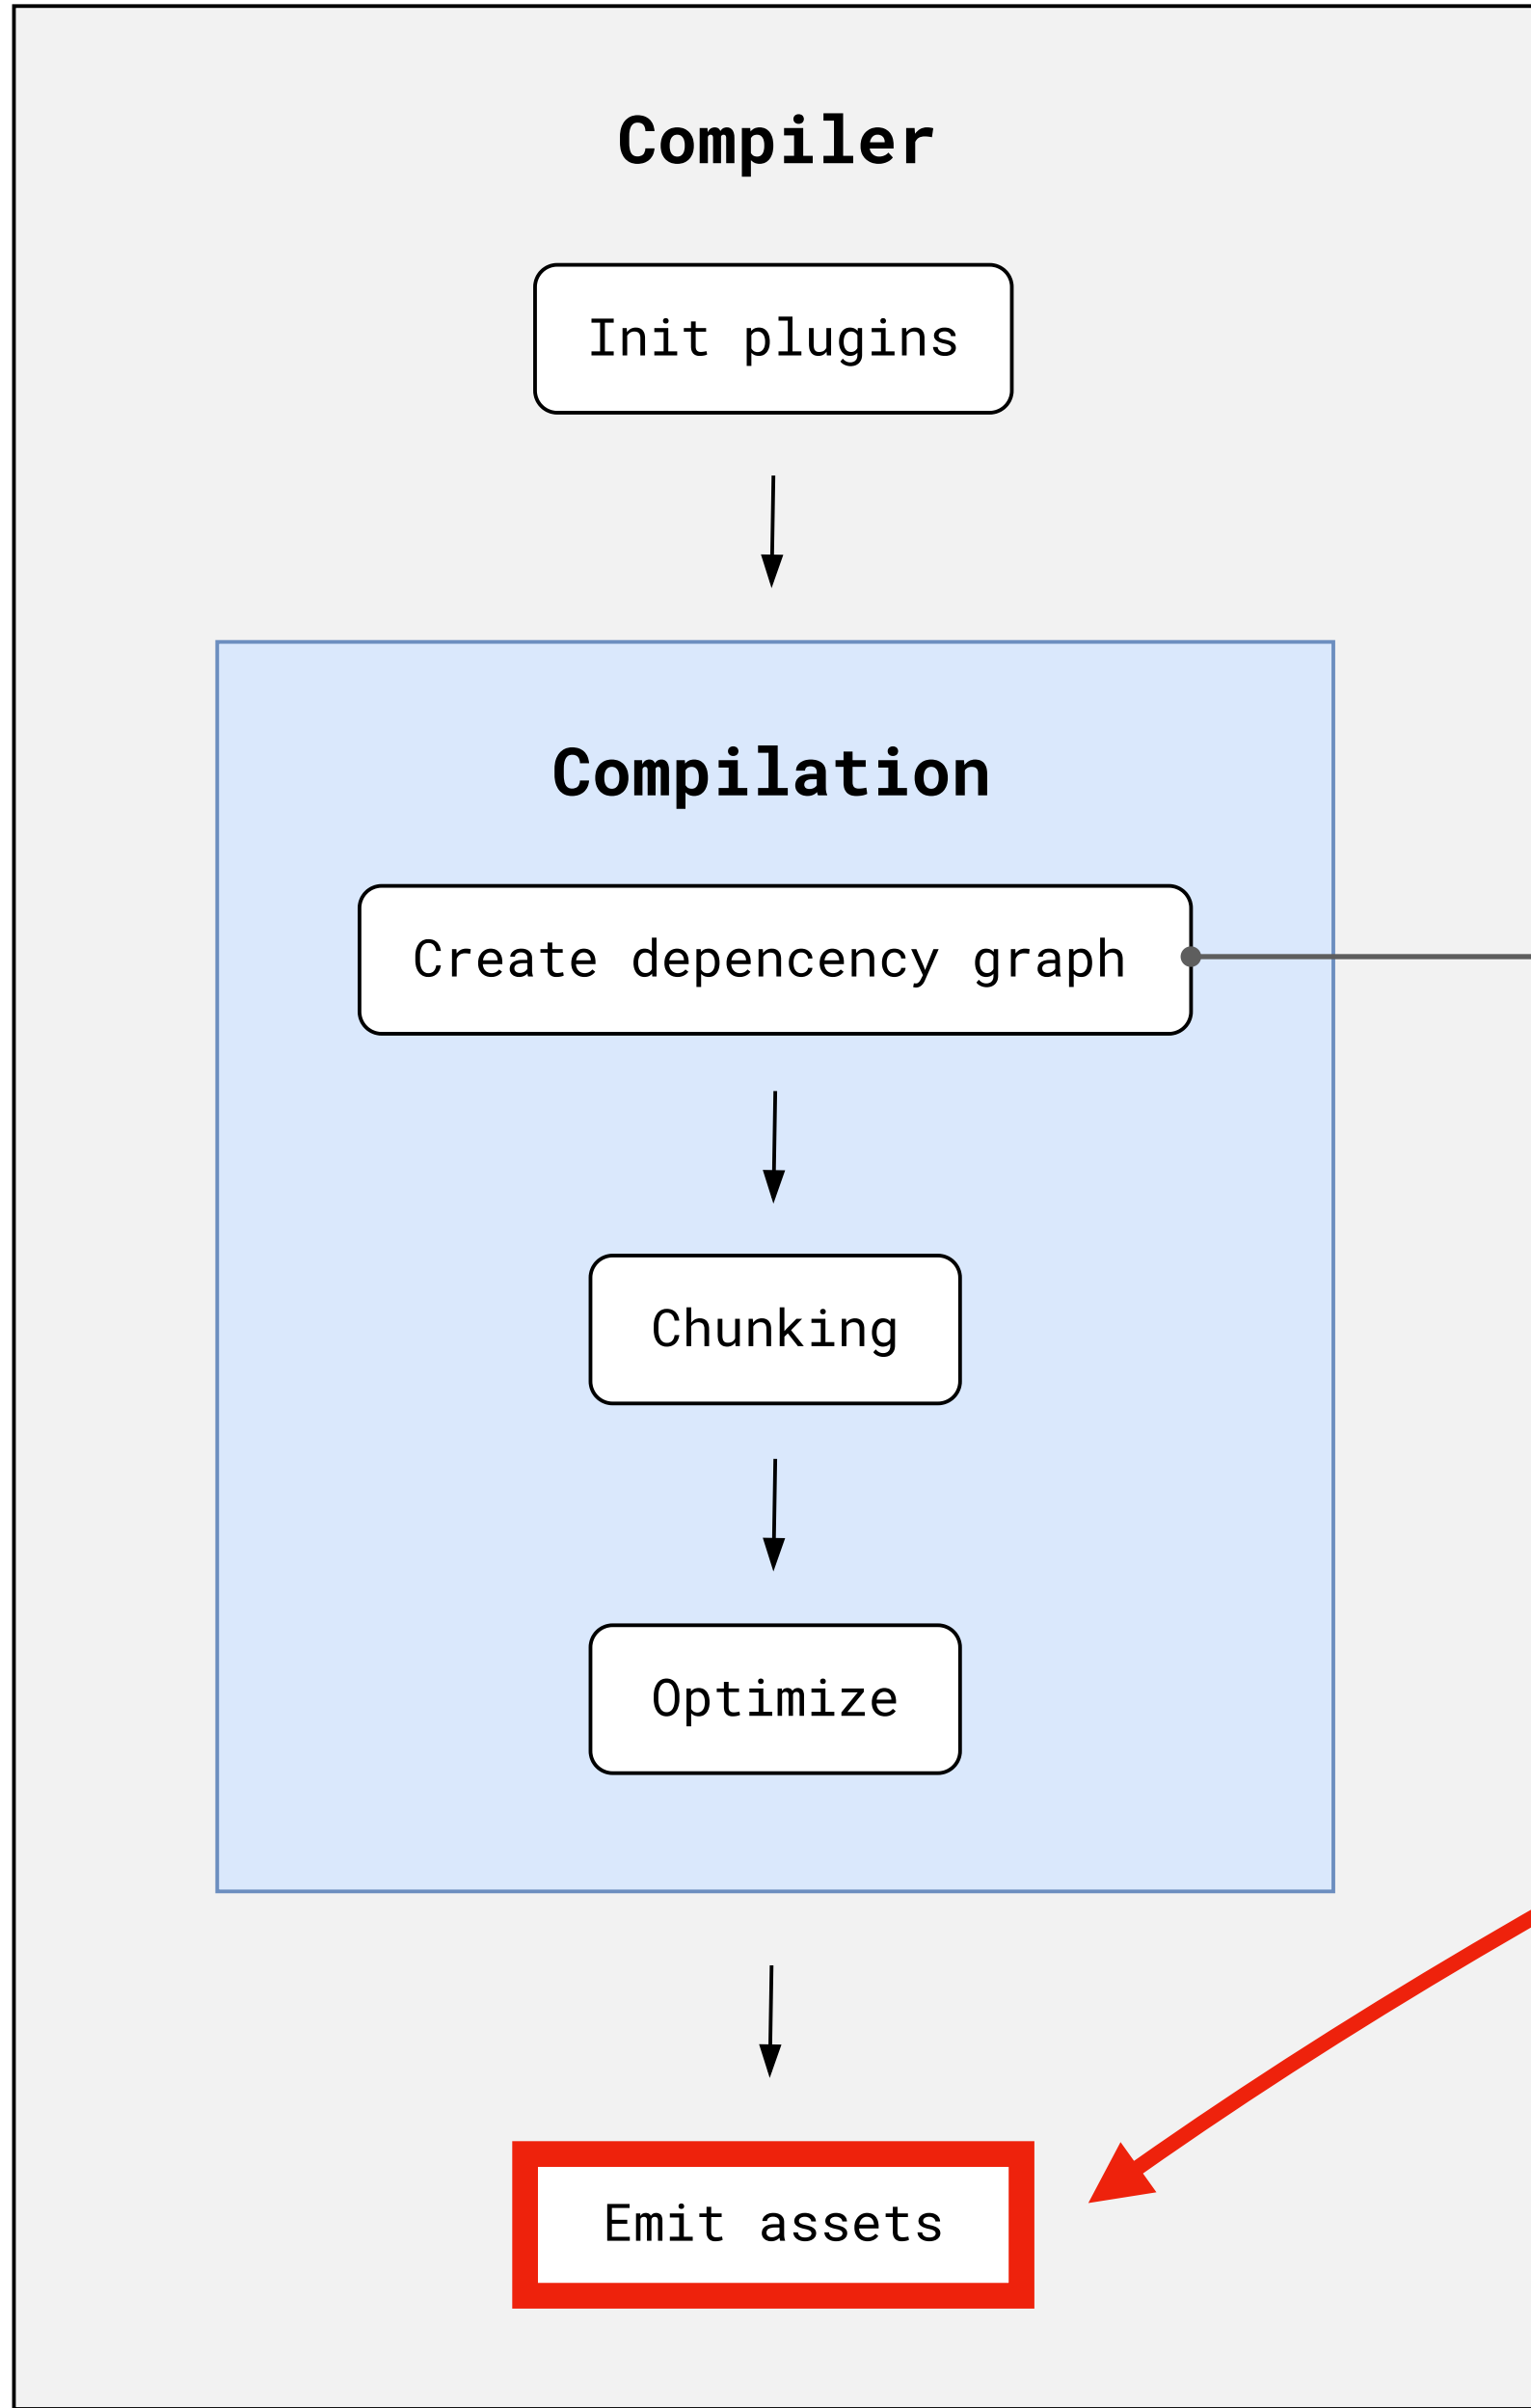 Compiler
Init plugins
Compilation
Create depencency graph
Chunking
Optimize
Emit assets